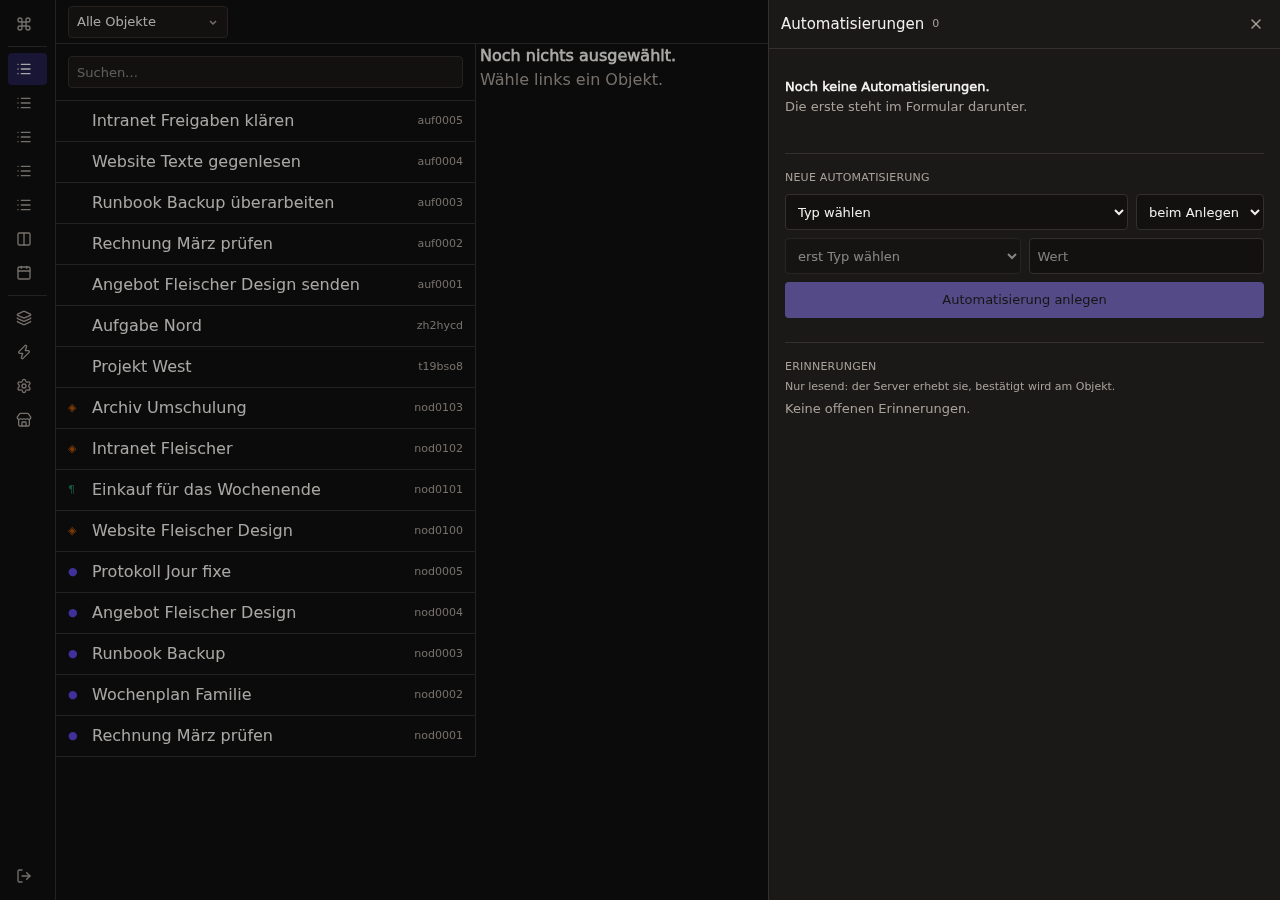 Alle Objekte
Suchen...
Intranet Freigaben klären auf0005
Website Texte gegenlesen auf0004
Runbook Backup überarbeiten auf0003
Rechnung März prüfen auf0002
Angebot Fleischer Design senden auf0001
Aufgabe Nord zh2hycd
Projekt West t19bso8
Archiv Umschulung nod0103
Intranet Fleischer nod0102
¶ Einkauf für das Wochenende nod0101
Website Fleischer Design nod0100
Protokoll Jour fixe nod0005
Angebot Fleischer Design nod0004
Runbook Backup nod0003
Wochenplan Familie nod0002
Rechnung März prüfen nod0001
Noch nichts ausgewählt.
Wähle links ein Objekt.
Automatisierungen 0
Noch keine Automatisierungen.
Die erste steht im Formular darunter.
NEUE AUTOMATISIERUNG
Typ wählen beim Anlegen
erst Typ wählen Wert
Automatisierung anlegen
ERINNERUNGEN
Nur lesend: der Server erhebt sie, bestätigt wird am Objekt.
Keine offenen Erinnerungen.